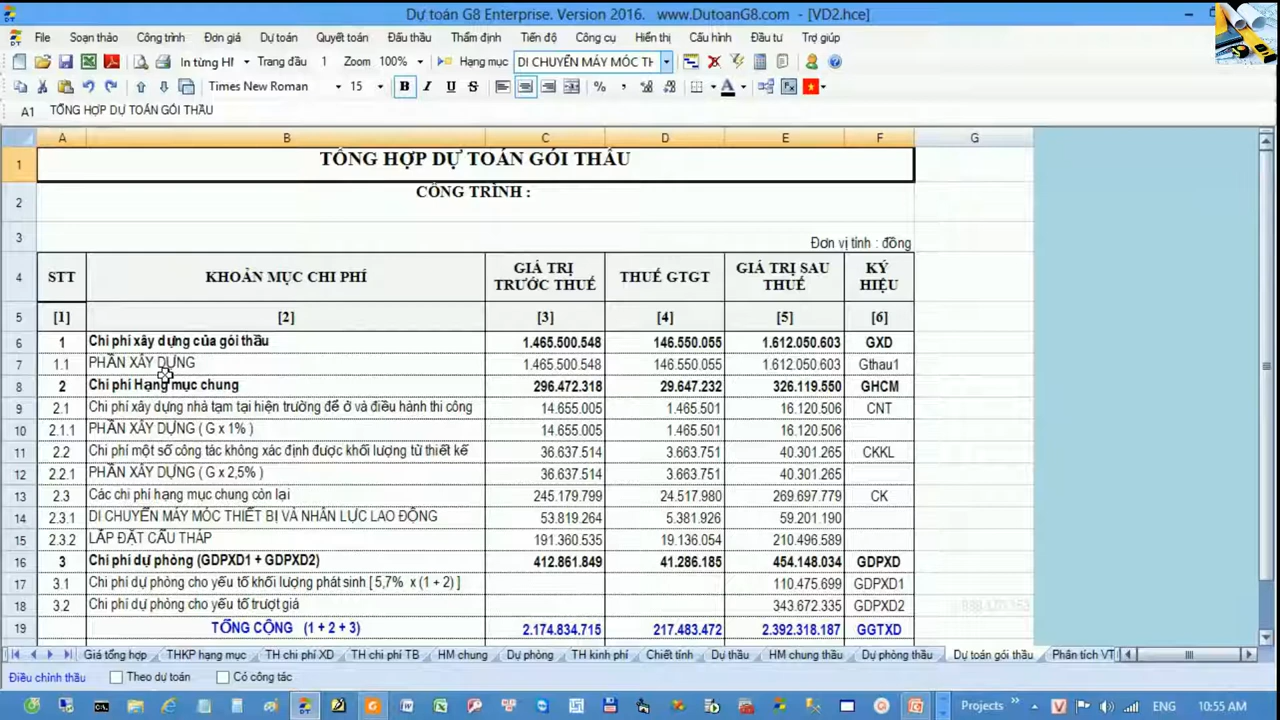 Dự toán G8 Enterprise. Version 2016. www.DutoanG8.com - [VD2.hce]
File Soạn thảo Công trình Đơn giá Dự toán Quyết toán Đấu thầu Thẩm định Tiến độ Công cụ Hiển thị Cấu hình Đầu tư Trợ giúp
In từng Hf Trang đầu 1 Zoom 100% Hạng mục DI CHUYỂN MÁY MÓC TH
Times New Roman 15 B I U S
A1 TỔNG HỢP DỰ TOÁN GÓI THẦU
A B C D E F G
1 TỔNG HỢP DỰ TOÁN GÓI THẦU
2 CÔNG TRÌNH :
3 Đơn vị tính : đồng
4 STT KHOẢN MỤC CHI PHÍ GIÁ TRỊ TRƯỚC THUẾ THUẾ GTGT GIÁ TRỊ SAU THUẾ KÝ HIỆU
5 [1] [2] [3] [4] [5] [6]
6 1 Chi phí xây dựng của gói thầu 1.465.500.548 146.550.055 1.612.050.603 GXD
7 1.1 PHẦN XÂY DỰNG 1.465.500.548 146.550.055 1.612.050.603 Gthau1
8 2 Chi phí Hạng mục chung 296.472.318 29.647.232 326.119.550 GHCM
9 2.1 Chi phí xây dựng nhà tạm tại hiện trường để ở và điều hành thi công 14.655.005 1.465.501 16.120.506 CNT
10 2.1.1 PHẦN XÂY DỰNG ( G x 1% ) 14.655.005 1.465.501 16.120.506
11 2.2 Chi phí một số công tác không xác định được khối lượng từ thiết kế 36.637.514 3.663.751 40.301.265 CKKL
12 2.2.1 PHẦN XÂY DỰNG ( G x 2,5% ) 36.637.514 3.663.751 40.301.265
13 2.3 Các chi phí hạng mục chung còn lại 245.179.799 24.517.980 269.697.779 CK
14 2.3.1 DI CHUYỂN MÁY MÓC THIẾT BỊ VÀ NHÂN LỰC LAO ĐỘNG 53.819.264 5.381.926 59.201.190
15 2.3.2 LẮP ĐẶT CẨU THÁP 191.360.535 19.136.054 210.496.589
16 3 Chi phí dự phòng (GDPXD1 + GDPXD2) 412.861.849 41.286.185 454.148.034 GDPXD
17 3.1 Chi phí dự phòng cho yếu tố khối lượng phát sinh [ 5,7% x (1 + 2) ] 110.475.699 GDPXD1
18 3.2 Chi phí dự phòng cho yếu tố trượt giá 343.672.335 GDPXD2
19 TỔNG CỘNG (1 + 2 + 3) 2.174.834.715 217.483.472 2.392.318.187 GGTXD
Giá tổng hợp THKP hạng mục TH chi phí XD TH chi phí TB HM chung Dự phòng TH kinh phí Chiết tính Dự thầu HM chung thầu Dự phòng thầu Dự toán gói thầu Phân tích VT
Điều chỉnh thầu Theo dự toán Có công tác
Projects ENG 10:55 AM